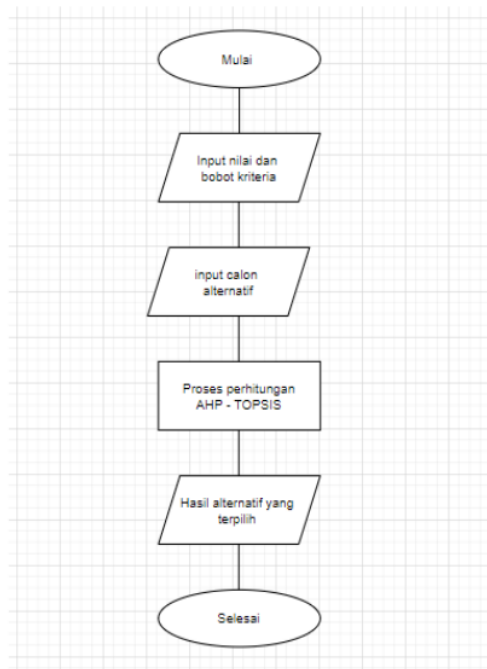 Mulai
Input nilai dan
bobot kriteria
input calon
alternatif
Proses perhitungan
AHP - TOPSIS
Hasil alternatif yang
terpilih
Selesai